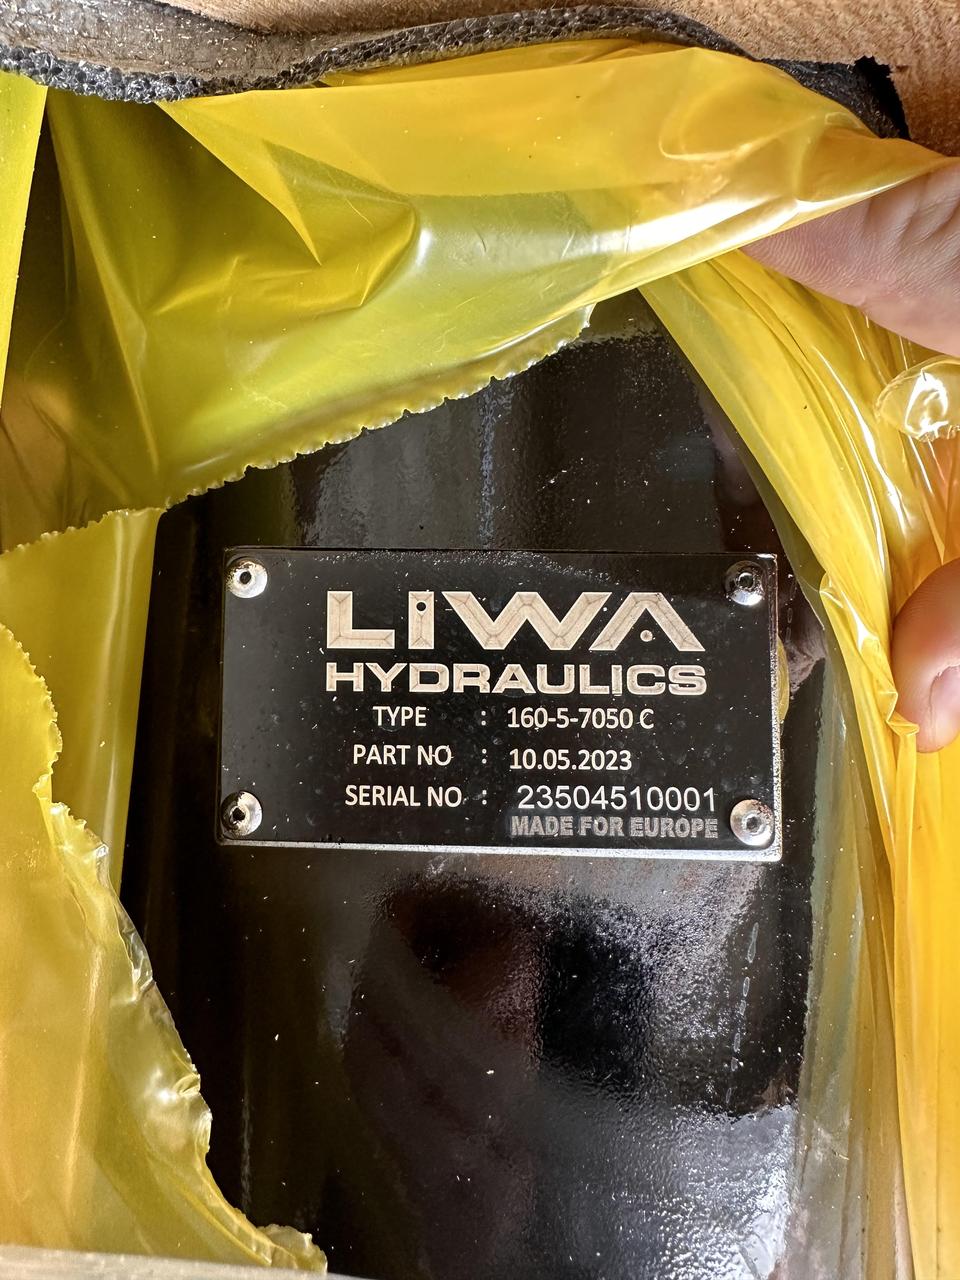 LIWA
HYDRAULICS
TYPE : 160-5-7050 C
PART NO : 10.05.2023
SERIAL NO : 23504510001
MADE FOR EUROPE